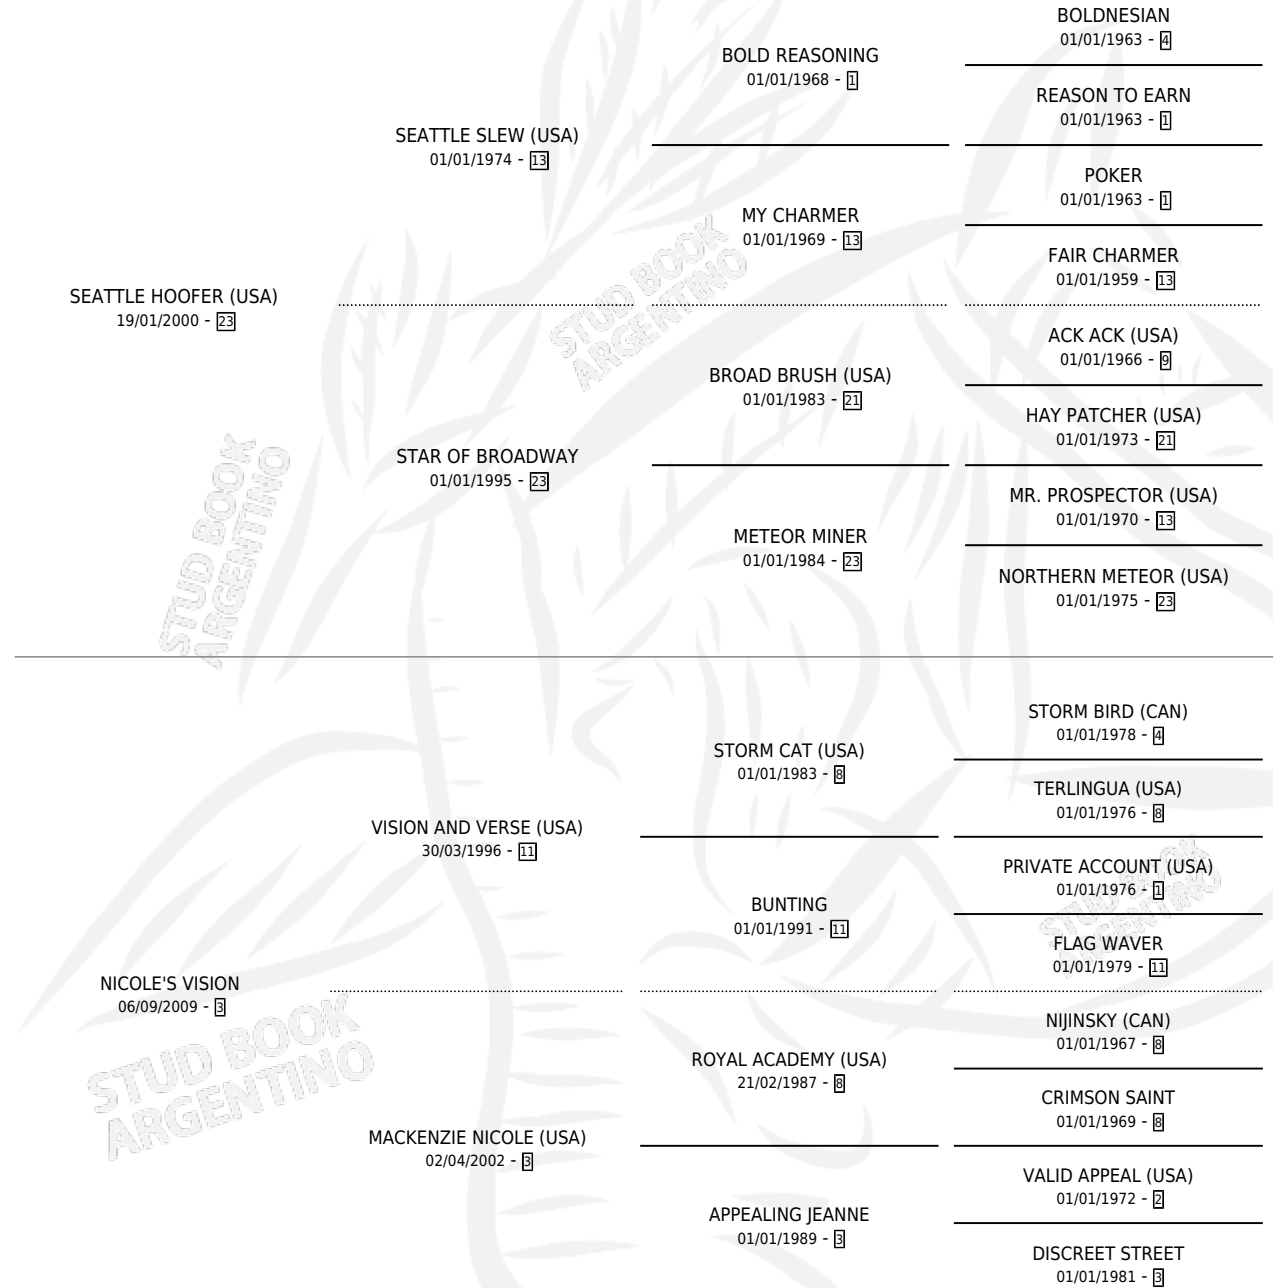 BOLDNESIAN
01/01/1963 - 4
BOLD REASONING
01/01/1968 - 1
REASON TO EARN
01/01/1963 - 1
SEATTLE SLEW (USA)
01/01/1974 - 13
POKER
01/01/1963 - 1
MY CHARMER
01/01/1969 - 13
FAIR CHARMER
01/01/1959 - 13
SEATTLE HOOFER (USA)
19/01/2000 - 23
STUD BOOK
ARGENTINO
ACK ACK (USA)
01/01/1966 - 9
BROAD BRUSH (USA)
01/01/1983 - 21
HAY PATCHER (USA)
01/01/1973 - 21
STAR OF BROADWAY
01/01/1995 - 23
MR. PROSPECTOR (USA)
01/01/1970 - 13
METEOR MINER
01/01/1984 - 23
NORTHERN METEOR (USA)
01/01/1975 - 23
STUD BOOK
ARGENTINO
STORM BIRD (CAN)
01/01/1978 - 4
STORM CAT (USA)
01/01/1983 - 8
TERLINGUA (USA)
01/01/1976 - 8
VISION AND VERSE (USA)
30/03/1996 - 11
PRIVATE ACCOUNT (USA)
01/01/1976 - 1
BUNTING
01/01/1991 - 11
STUD BOOK
ARGENTINO
FLAG WAVER
01/01/1979 - 11
NICOLE'S VISION
06/09/2009 - 3
NIJINSKY (CAN)
01/01/1967 - 8
ROYAL ACADEMY (USA)
21/02/1987 - 8
STUD BOOK
ARGENTINO
CRIMSON SAINT
01/01/1969 - 8
MACKENZIE NICOLE (USA)
02/04/2002 - 3
VALID APPEAL (USA)
01/01/1972 - 2
APPEALING JEANNE
01/01/1989 - 3
DISCREET STREET
01/01/1981 - 3